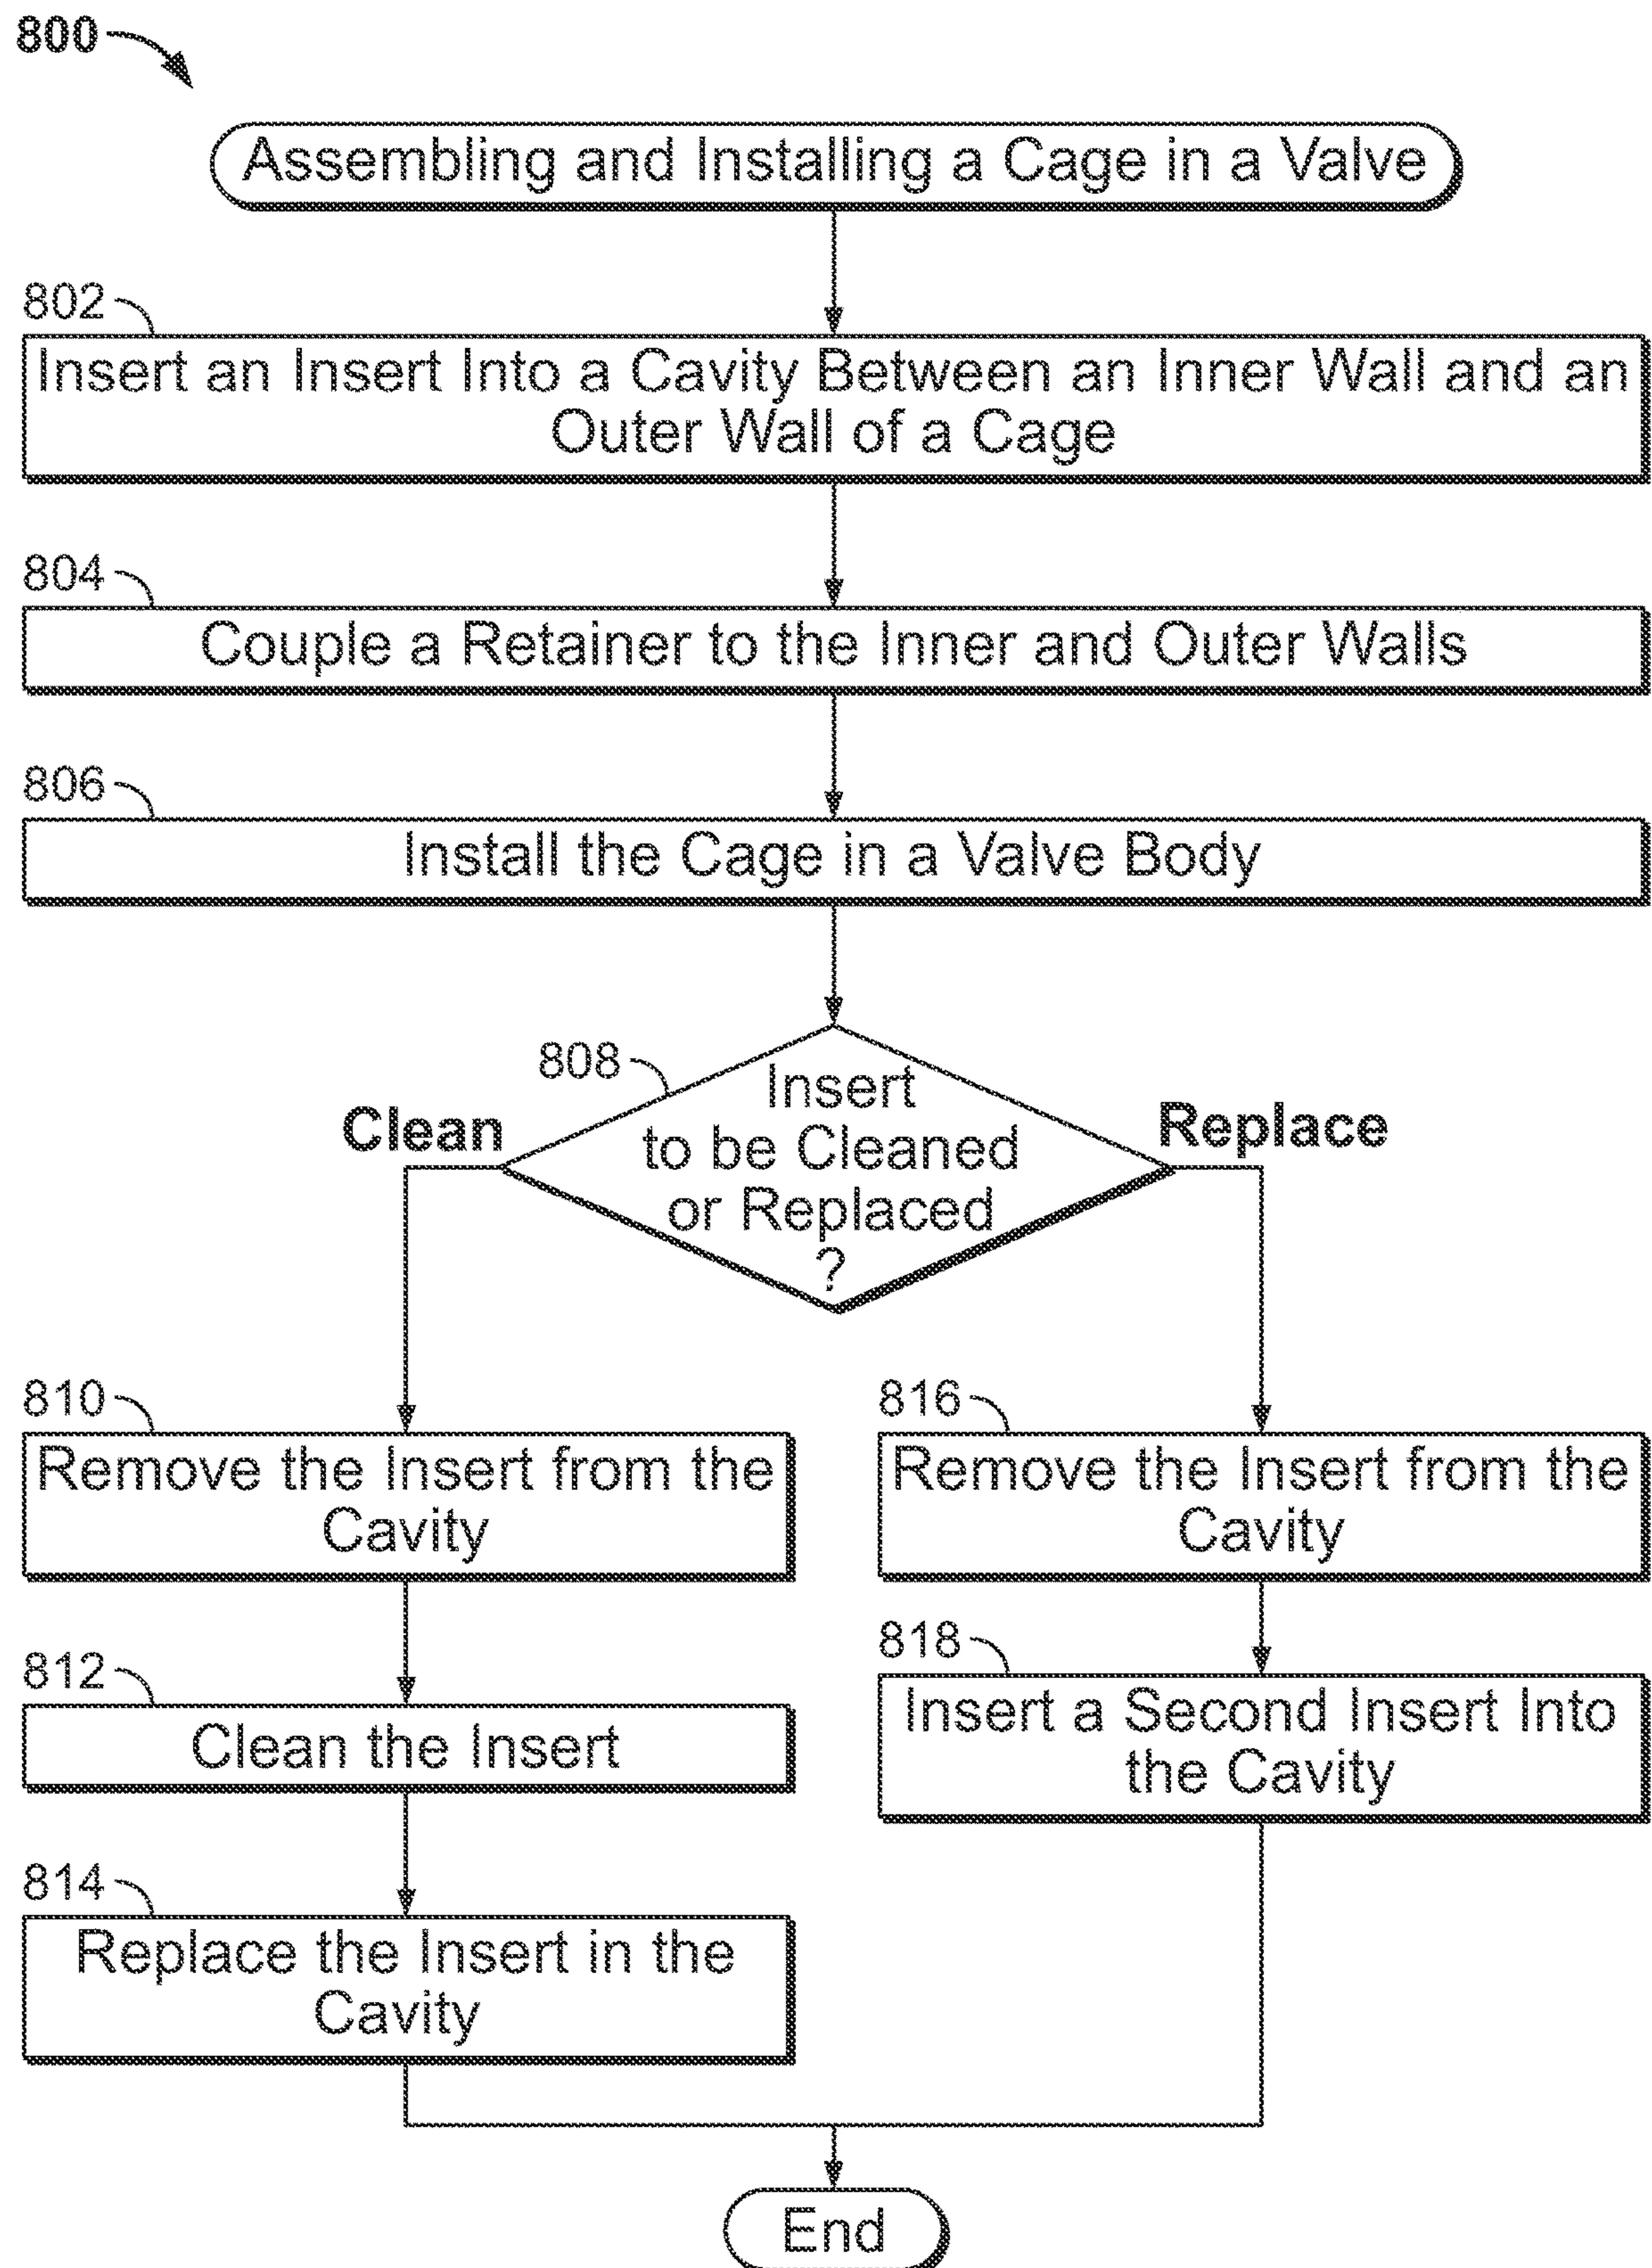 800
Assembling and Installing a Cage in a Valve
802
Insert an Insert Into a Cavity Between an Inner Wall and an
Outer Wall of a Cage
804
Couple a Retainer to the Inner and Outer Walls
806
Install the Cage in a Valve Body
808
Insert
to be Cleaned
or Replaced
?
Clean
Replace
810
Remove the Insert from the
Cavity
812
Clean the Insert
814
Replace the Insert in the
Cavity
816
Remove the Insert from the
Cavity
818
Insert a Second Insert Into
the Cavity
End